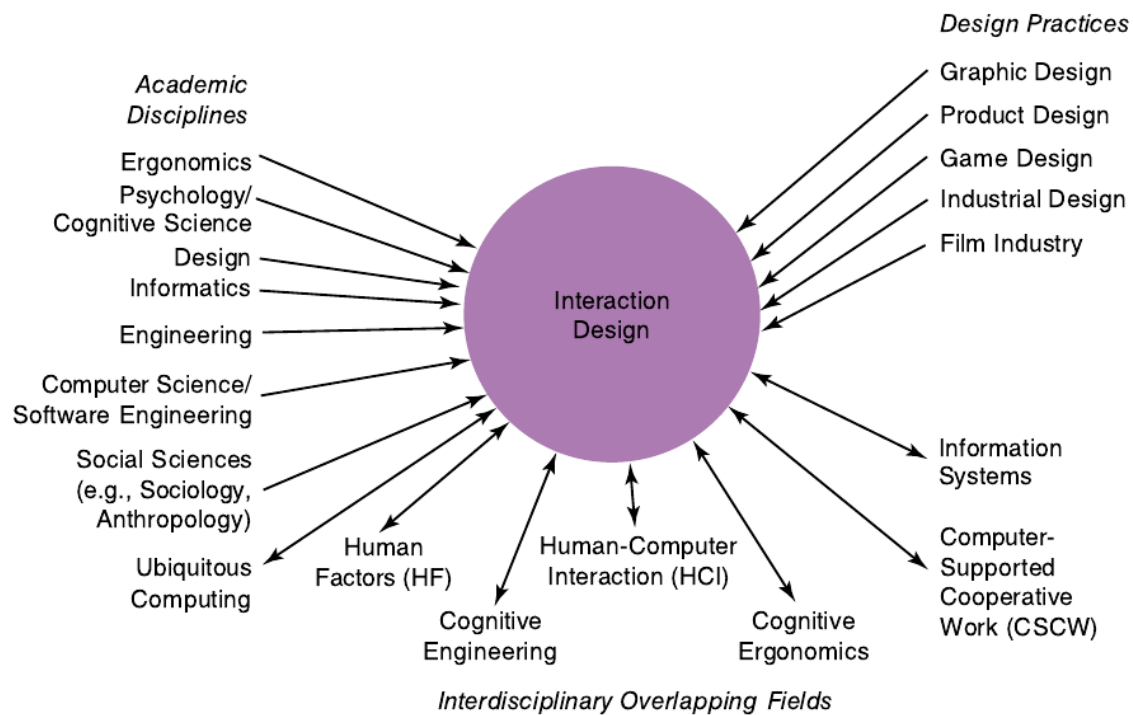 Design Practices
Graphic Design
Product Design
Game Design
Industrial Design
Film Industry
Academic
Disciplines
Ergonomics
Psychology/
Cognitive Science
Design
Informatics
Engineering
Computer Science/
Software Engineering
Social Sciences
(e.g., Sociology,
Anthropology)
Ubiquitous
Computing
Interaction
Design
Human
Factors (HF)
Cognitive
Engineering
Human-Computer
Interaction (HCI)
Cognitive
Ergonomics
Information
Systems
Computer-
Supported
Cooperative
Work (CSCW)
Interdisciplinary Overlapping Fields